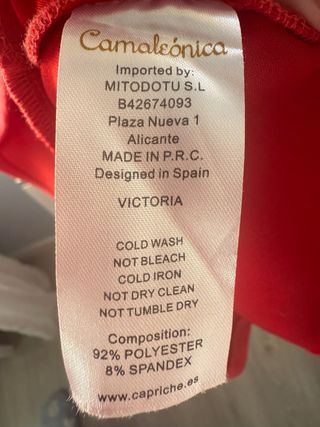 Camaleónica
Imported by:
MITODOTU S.L
B42674093
Plaza Nueva 1
Alicante
MADE IN P.R.C.
Designed in Spain
VICTORIA
COLD WASH
NOT BLEACH
COLD IRON
NOT DRY CLEAN
NOT TUMBLE DRY
Composition:
92% POLYESTER
8% SPANDEX
www.capriche.es